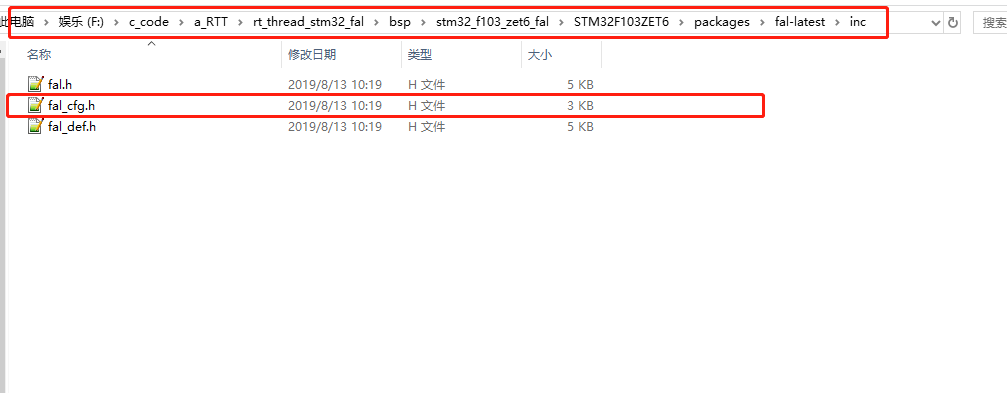 此电脑 > 娱乐 (F:) > c_code > a_RTT > rt_thread_stm32_fal > bsp > stm32_f103_zet6_fal > STM32F103ZET6 > packages > fal-latest > inc 搜索
名称 修改日期 类型 大小
fal.h 2019/8/13 10:19 H 文件 5 KB
fal_cfg.h 2019/8/13 10:19 H 文件 3 KB
fal_def.h 2019/8/13 10:19 H 文件 5 KB